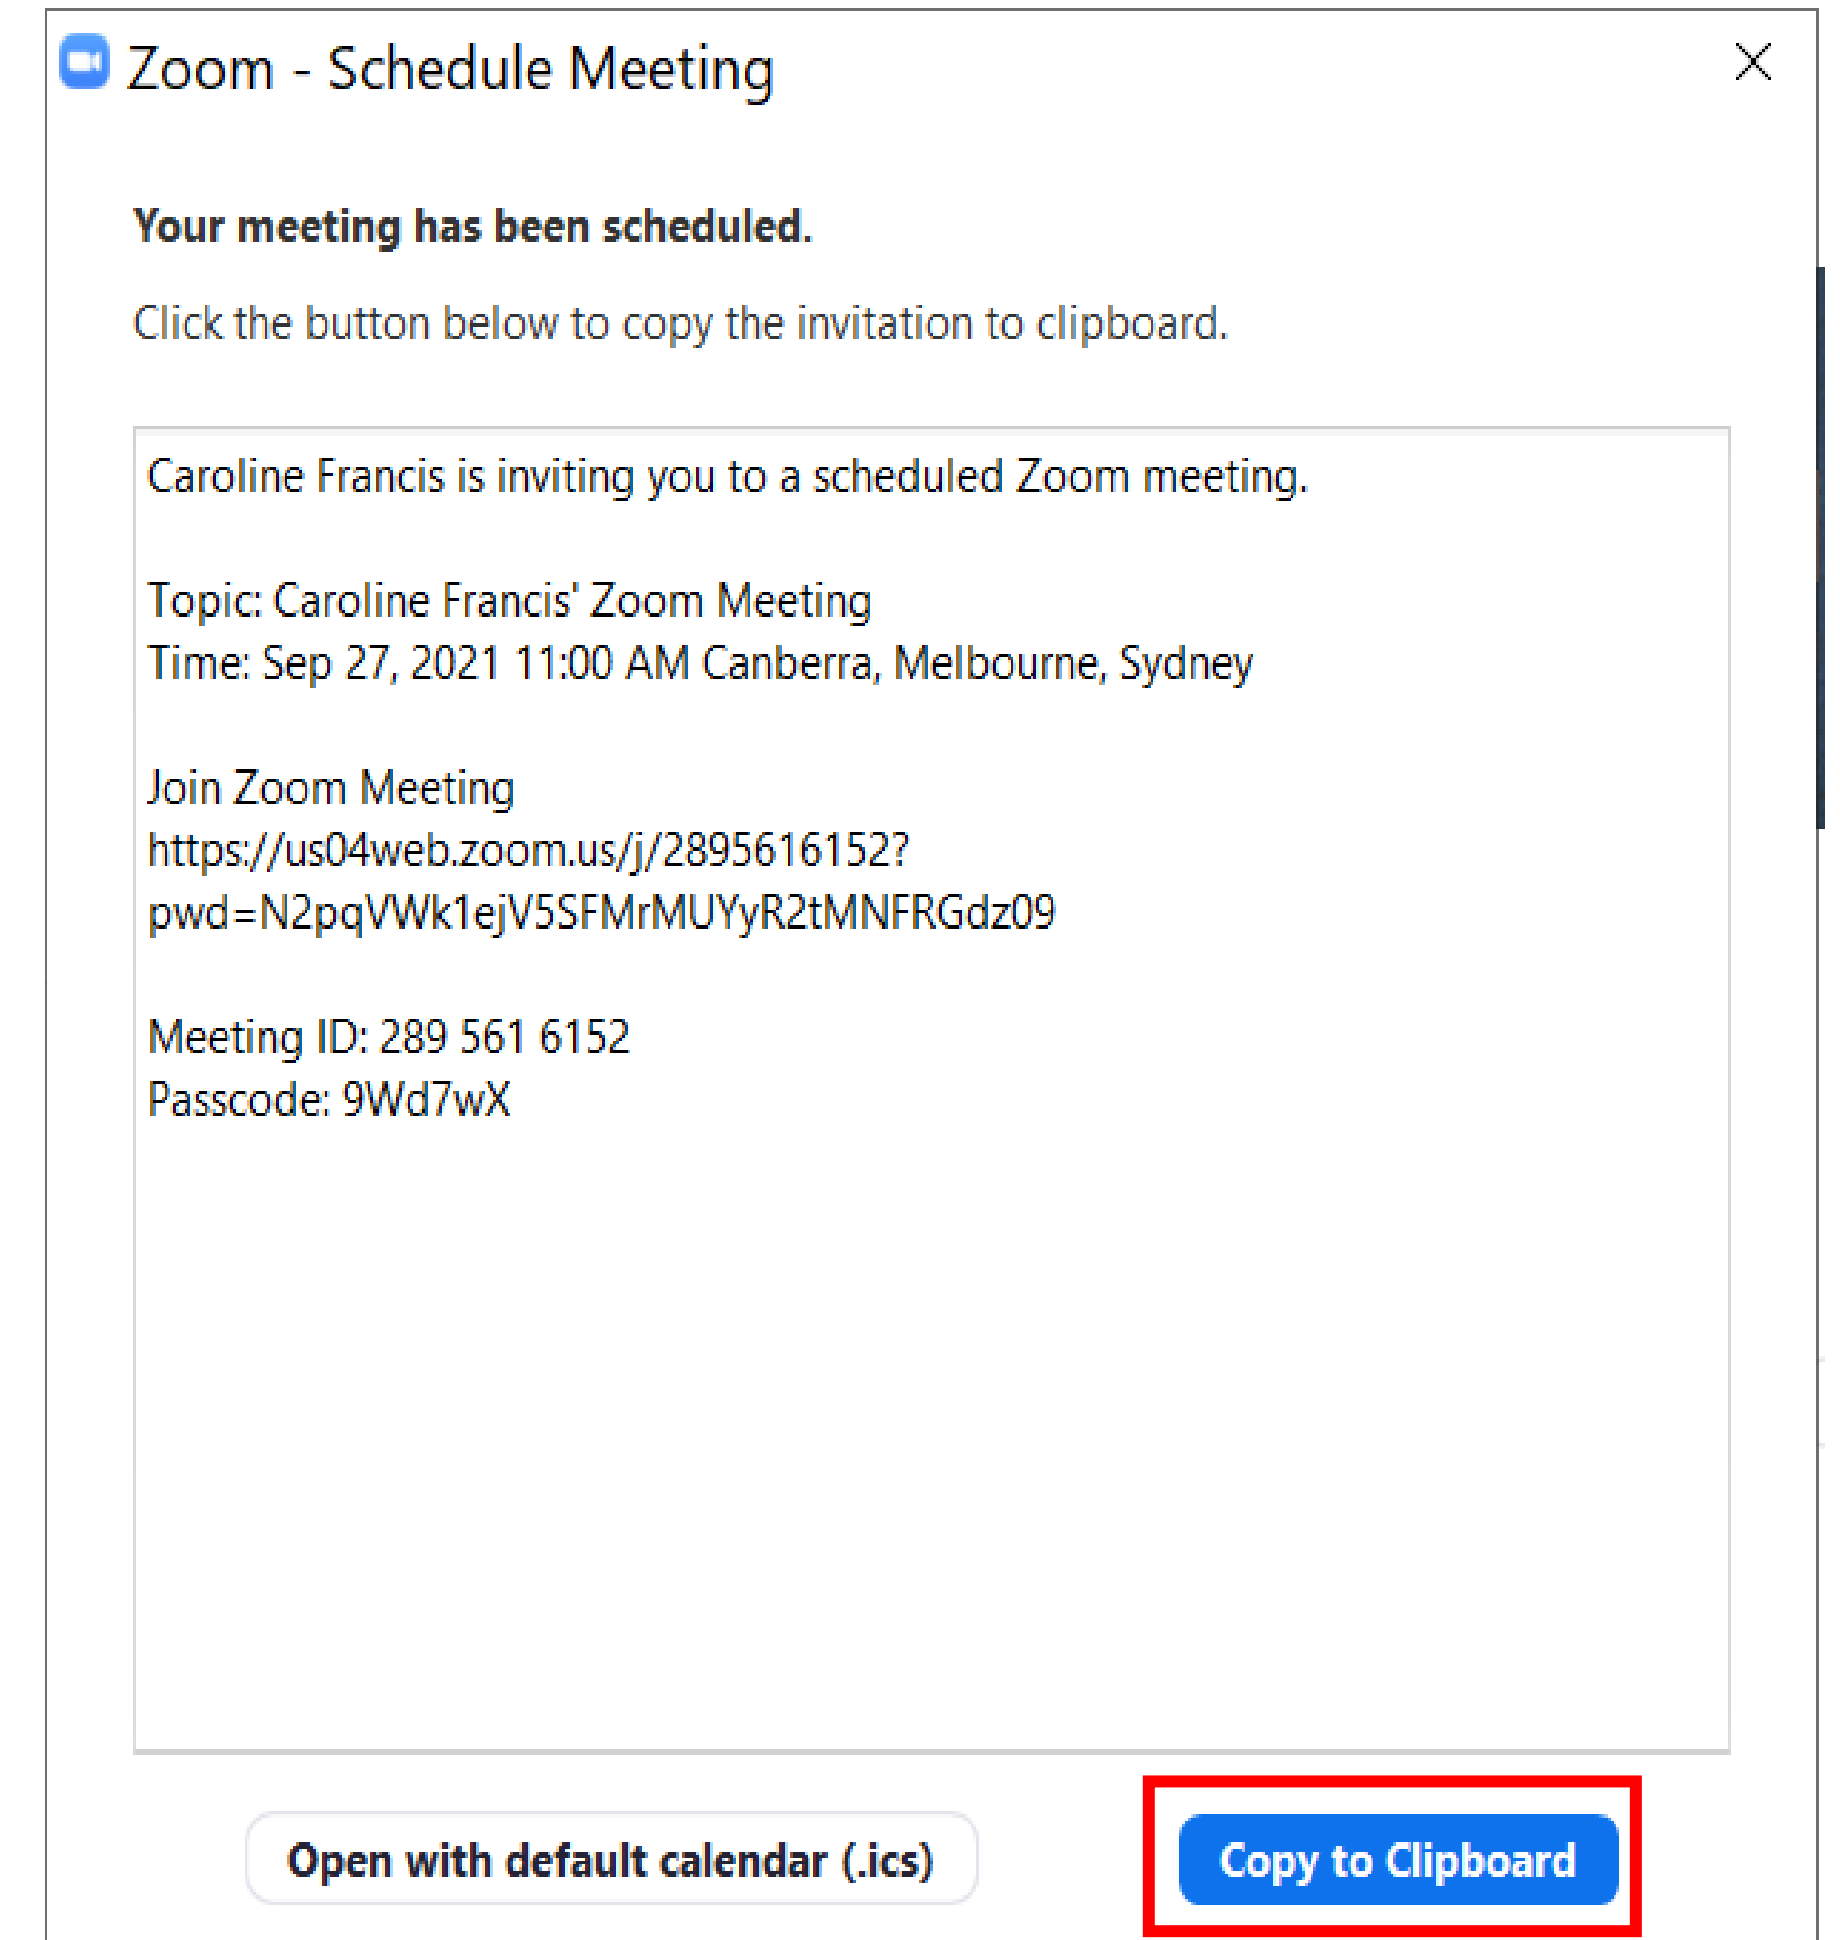 Zoom - Schedule Meeting
Your meeting has been scheduled.
Click the button below to copy the invitation to clipboard.
Caroline Francis is inviting you to a scheduled Zoom meeting.
Topic: Caroline Francis' Zoom Meeting
Time: Sep 27, 2021 11:00 AM Canberra, Melbourne, Sydney
Join Zoom Meeting
https://us04web.zoom.us/j/2895616152?
pwd=N2pqVWk1ejV5SFMrMUYyR2tMNFRGdz09
Meeting ID: 289 561 6152
Passcode: 9Wd7wX
Open with default calendar (.ics)
Copy to Clipboard